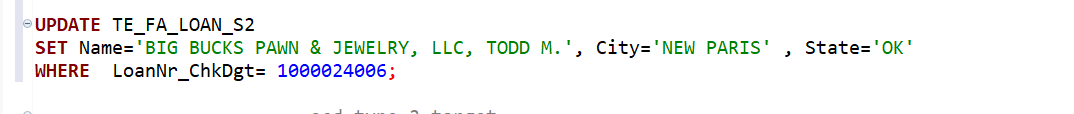 UPDATE TE_FA_LOAN_S2
SET Name='BIG BUCKS PAWN & JEWELRY, LLC, TODD M.', City='NEW PARIS' , State='OK'
WHERE  LoanNr_ChkDgt= 1000024006;